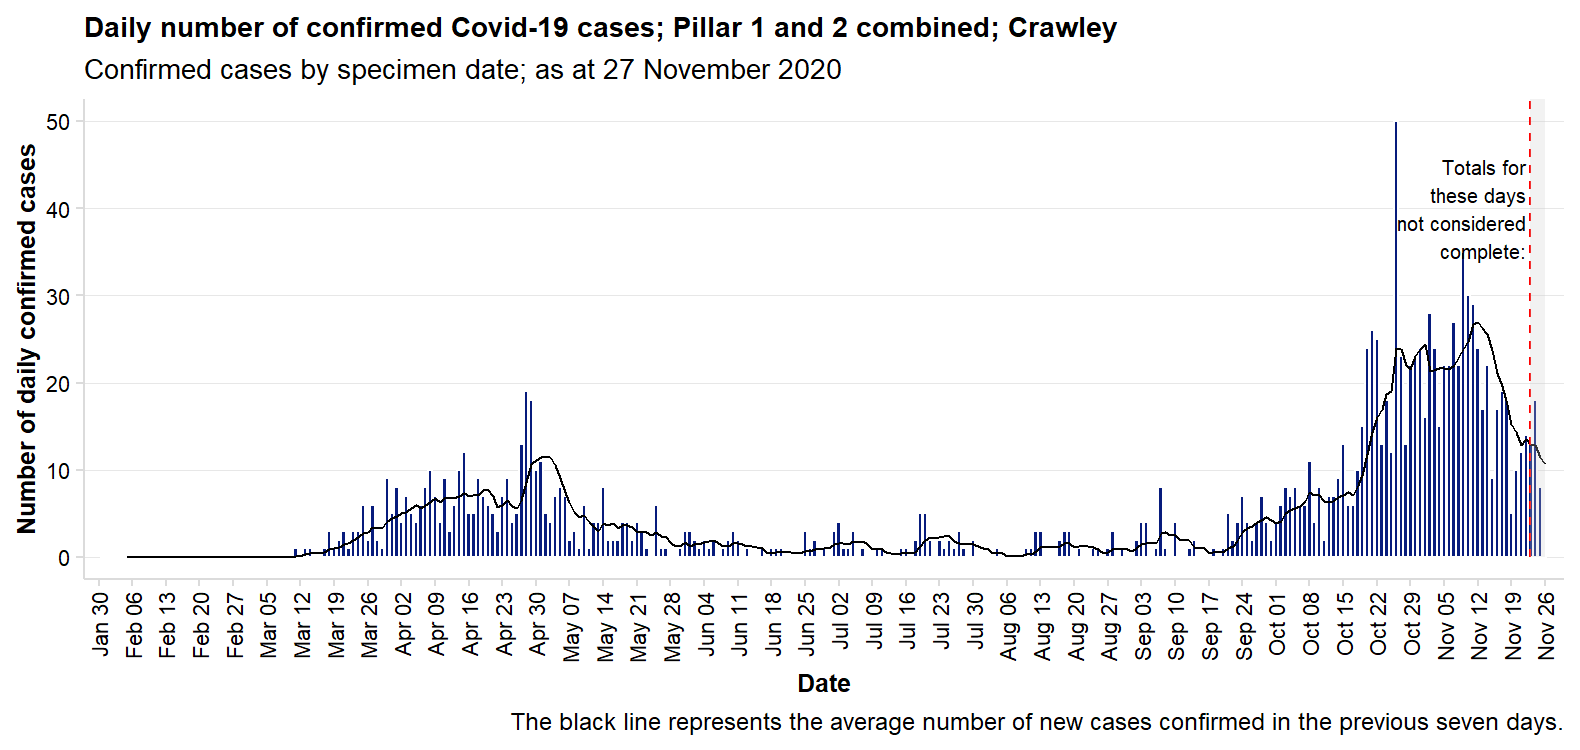 Daily number of confirmed Covid-19 cases; Pillar 1 and 2 combined; Crawley
Confirmed cases by specimen date; as at 27 November 2020
Number of daily confirmed cases
50
40
30
20
10
0
Totals for
these days
not considered
complete:
Jan 30
Feb 06
Feb 13
Feb 20
Feb 27
Mar 05
Mar 12
Mar 19
Mar 26
Apr 02
Apr 09
Apr 16
Apr 23
Apr 30
May 07
May 14
May 21
May 28
Jun 04
Jun 11
Jun 18
Jun 25
Jul 02
Jul 09
Jul 16
Jul 23
Jul 30
Aug 06
Aug 13
Aug 20
Aug 27
Sep 03
Sep 10
Sep 17
Sep 24
Oct 01
Oct 08
Oct 15
Oct 22
Oct 29
Nov 05
Nov 12
Nov 19
Nov 26
Date
The black line represents the average number of new cases confirmed in the previous seven days.